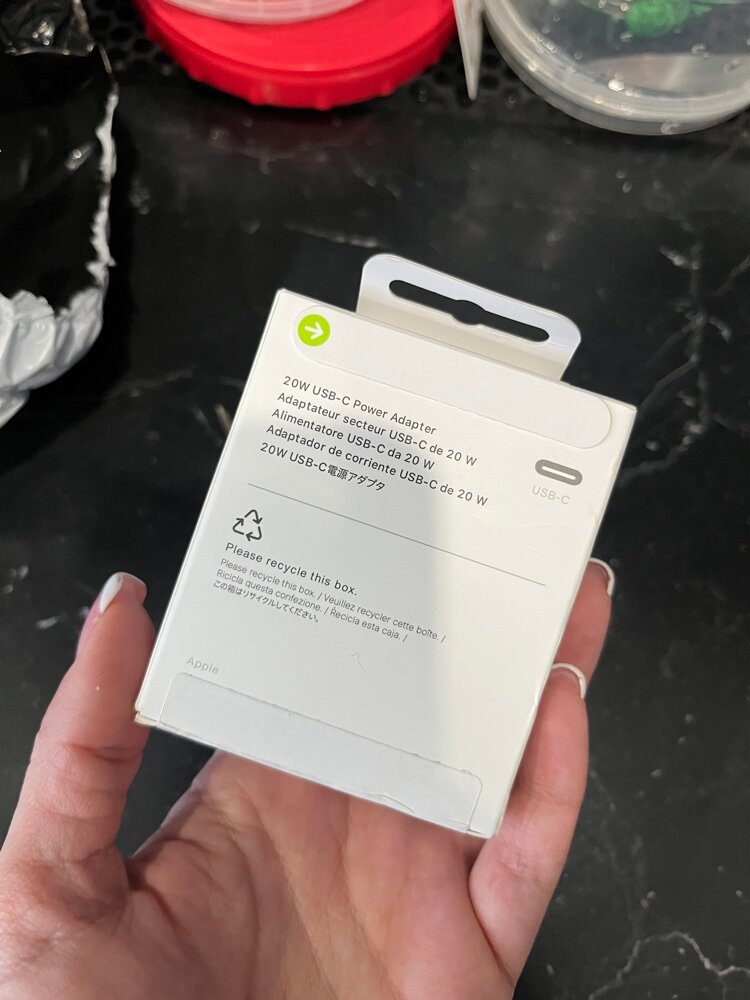 20W USB-C Power Adapter
Adaptateur secteur USB-C de 20 W
Alimentatore USB-C da 20 W
Adaptador de corriente USB-C de 20 W
20W USB-C電源アダプタ
USB-C
Please recycle this box.
Please recycle this box. / Veuillez recycler cette boîte. /
Ricicla questa confezione. / Recicla esta caja. /
この箱はリサイクルしてください。
Apple